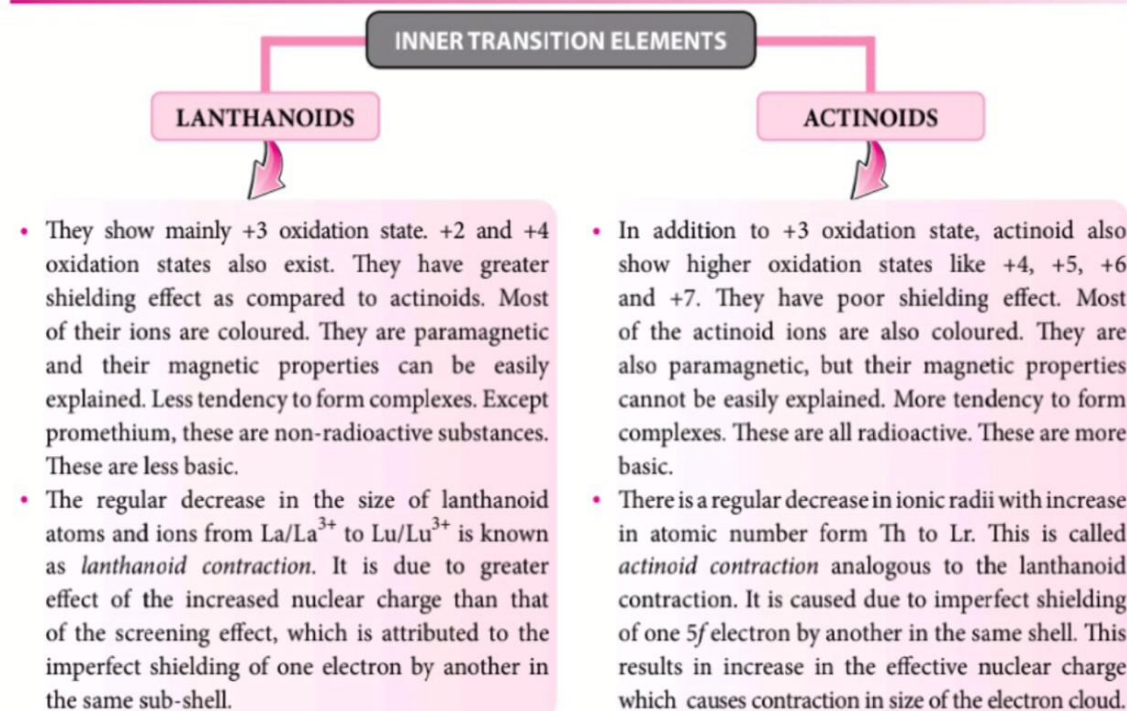 INNER TRANSITION ELEMENTS
LANTHANOIDS
They show mainly +3 oxidation state. +2 and +4
oxidation states also exist. They have greater
shielding effect as compared to actinoids. Most
of their ions are coloured. They are paramagnetic
and their magnetic properties can be easily
explained. Less tendency to form complexes. Except
promethium, these are non-radioactive substances.
These are less basic.
The regular decrease in the size of lanthanoid
atoms and ions from La/La³⁺ to Lu/Lu³⁺ is known
as lanthanoid contraction. It is due to greater
effect of the increased nuclear charge than that
of the screening effect, which is attributed to the
imperfect shielding of one electron by another in
the same sub-shell.
ACTINOIDS
In addition to +3 oxidation state, actinoid also
show higher oxidation states like +4, +5, +6
and +7. They have poor shielding effect. Most
of the actinoid ions are also coloured. They are
also paramagnetic, but their magnetic properties
cannot be easily explained. More tendency to form
complexes. These are all radioactive. These are more
basic.
There is a regular decrease in ionic radii with increase
in atomic number form Th to Lr. This is called
actinoid contraction analogous to the lanthanoid
contraction. It is caused due to imperfect shielding
of one 5f electron by another in the same shell. This
results in increase in the effective nuclear charge
which causes contraction in size of the electron cloud.